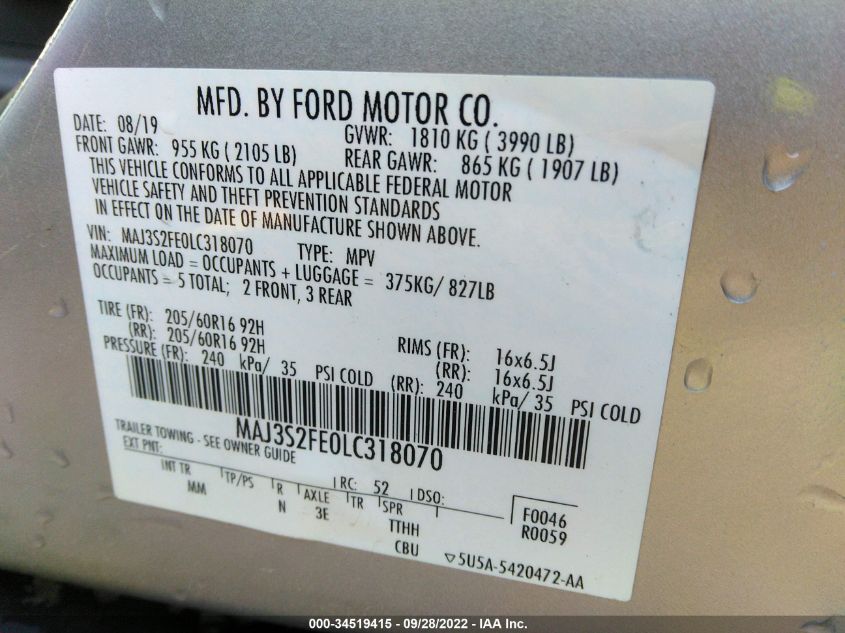 MFD. BY FORD MOTOR CO.
DATE: 08/19 GVWR: 1810 KG ( 3990 LB)
FRONT GAWR: 955 KG ( 2105 LB) REAR GAWR: 865 KG ( 1907 LB)
THIS VEHICLE CONFORMS TO ALL APPLICABLE FEDERAL MOTOR
VEHICLE SAFETY AND THEFT PREVENTION STANDARDS
IN EFFECT ON THE DATE OF MANUFACTURE SHOWN ABOVE.
VIN: MAJ3S2FE0LC318070 TYPE: MPV
MAXIMUM LOAD = OCCUPANTS + LUGGAGE = 375KG/ 827LB
OCCUPANTS = 5 TOTAL; 2 FRONT, 3 REAR
TIRE (FR): 205/60R16 92H RIMS (FR): 16x6.5J
(RR): 205/60R16 92H (RR): 16x6.5J
PRESSURE (FR): 240 kPa/ 35 PSI COLD (RR): 240 kPa/ 35 PSI COLD
MAJ3S2FE0LC318070
TRAILER TOWING - SEE OWNER GUIDE
EXT PNT: RC: 52 DSO:
INT TR TP/PS R AXLE TR SPR F0046
MM N 3E TTHH R0059
CBU ▽5U5A-5420472-AA
000-34519415 - 09/28/2022 - IAA Inc.